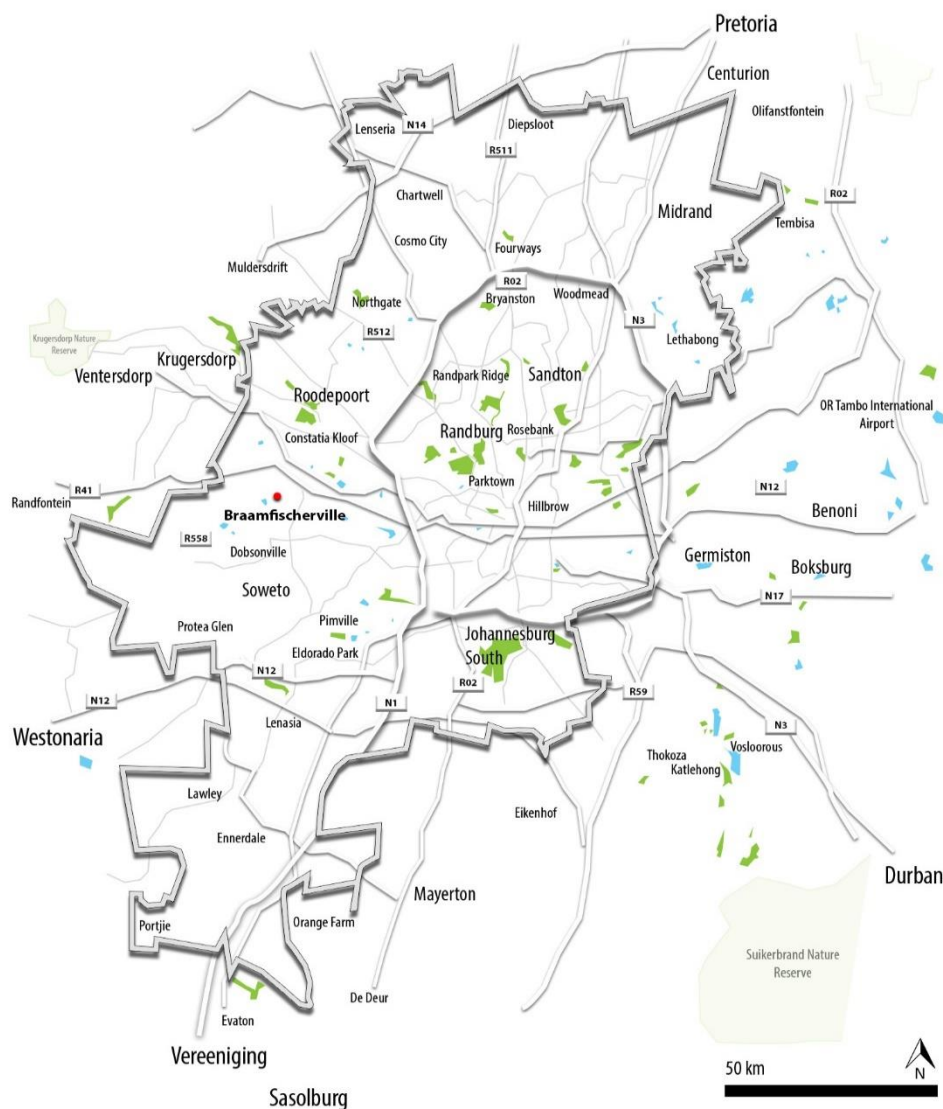 Pretoria
Centurion
Olifanstfontein
Lenseria
N14
Diepsloot
R511
R02
Chartwell
Midrand
Tembisa
Cosmo City
Fourways
Muldersdrift
R02
Woodmead
Northgate
Bryanston
N3
R512
Lethabong
Krugersdorp Nature
Reserve
Krugersdorp
Ventersdorp
Randpark Ridge
Sandton
Roodepoort
OR Tambo International
Airport
Constatia Kloof
Randburg
Rosebank
Parktown
R41
N12
Randfontein
Hillbrow
Benoni
Braamfischerville
R558
Dobsonville
Germiston
Boksburg
Soweto
N17
Protea Glen
Pimville
Johannesburg
South
Eldorado Park
N12
R02
R59
N12
N1
Lenasia
N3
Westonaria
Vosloorous
Thokoza
Katlehong
Lawley
Eikenhof
Ennerdale
Durban
Mayerton
Portjie
Orange Farm
Suikerbrand Nature
Reserve
De Deur
Evaton
Vereeniging
50 km
N
Sasolburg